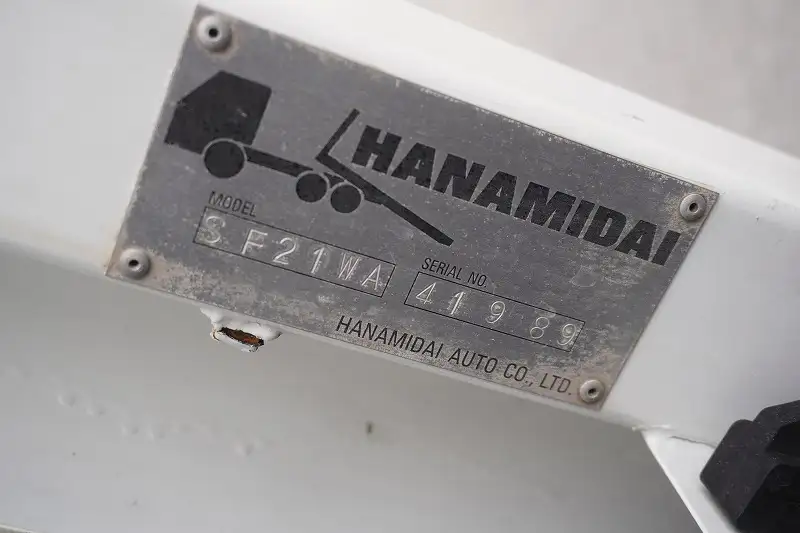 HANAMIDAI
MODEL
SF21WA
SERIAL NO.
41989
HANAMIDAI AUTO CO., LTD.